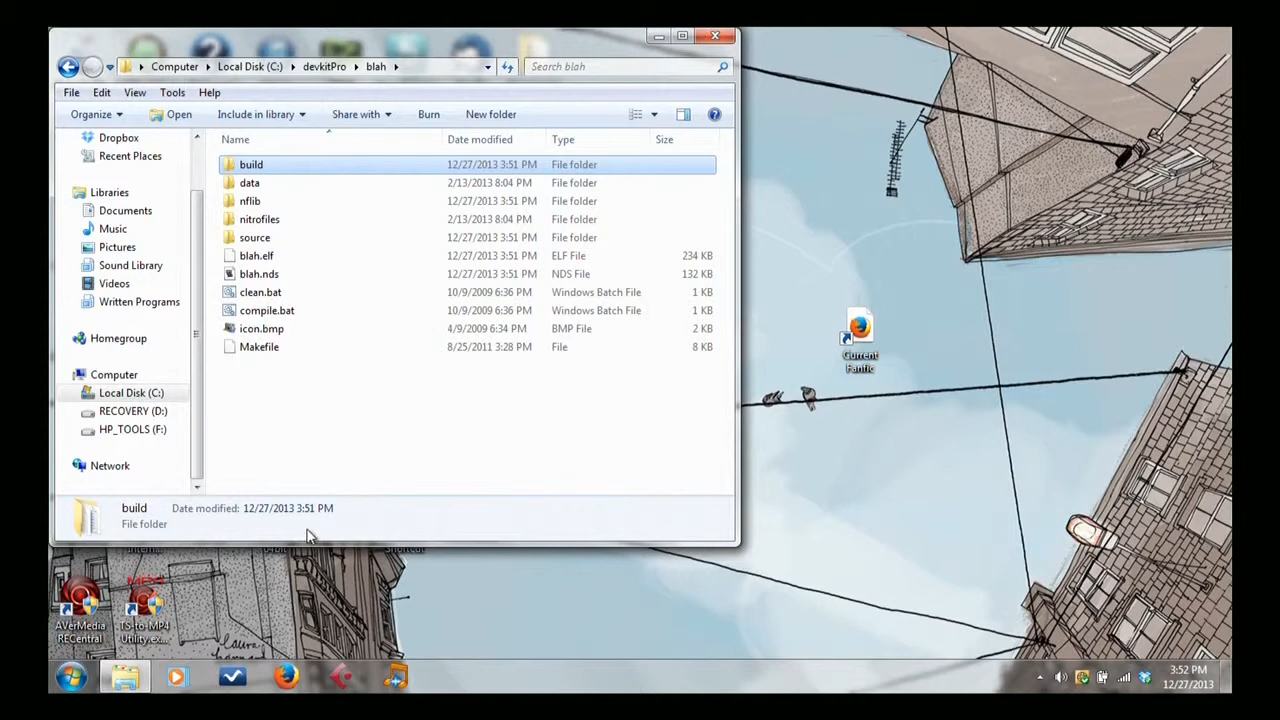 Computer Local Disk (C:) devkitPro blah Search blah
File Edit View Tools Help
Organize Open Include in library Share with Burn New folder
Name Date modified Type Size
Dropbox
Recent Places
Libraries
Documents
Music
Pictures
Sound Library
Videos
Written Programs
Homegroup
Computer
Local Disk (C:)
RECOVERY (D:)
HP_TOOLS (F:)
Network
build 12/27/2013 3:51 PM File folder
data 2/13/2013 8:04 PM File folder
nflib 12/27/2013 3:51 PM File folder
nitrofiles 2/13/2013 8:04 PM File folder
source 12/27/2013 3:51 PM File folder
blah.elf 12/27/2013 3:51 PM ELF File 234 KB
blah.nds 12/27/2013 3:51 PM NDS File 132 KB
clean.bat 10/9/2009 6:36 PM Windows Batch File 1 KB
compile.bat 10/9/2009 6:36 PM Windows Batch File 1 KB
icon.bmp 4/9/2009 6:34 PM BMP File 2 KB
Makefile 8/25/2011 3:28 PM File 8 KB
build Date modified: 12/27/2013 3:51 PM
File folder
Current
Fanfic
AVerMedia
RECentral
TS-to-MP4
Utility.ex...
3:52 PM
12/27/2013